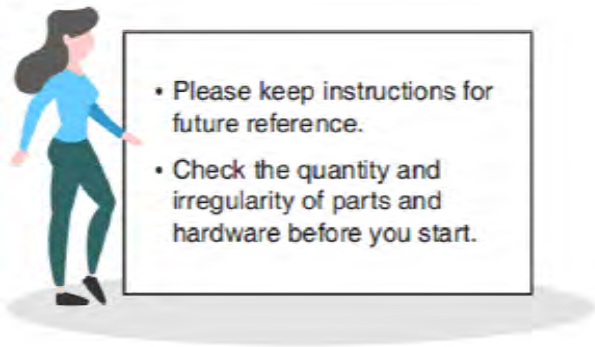 • Please keep instructions for
future reference.
• Check the quantity and
irregularity of parts and
hardware before you start.